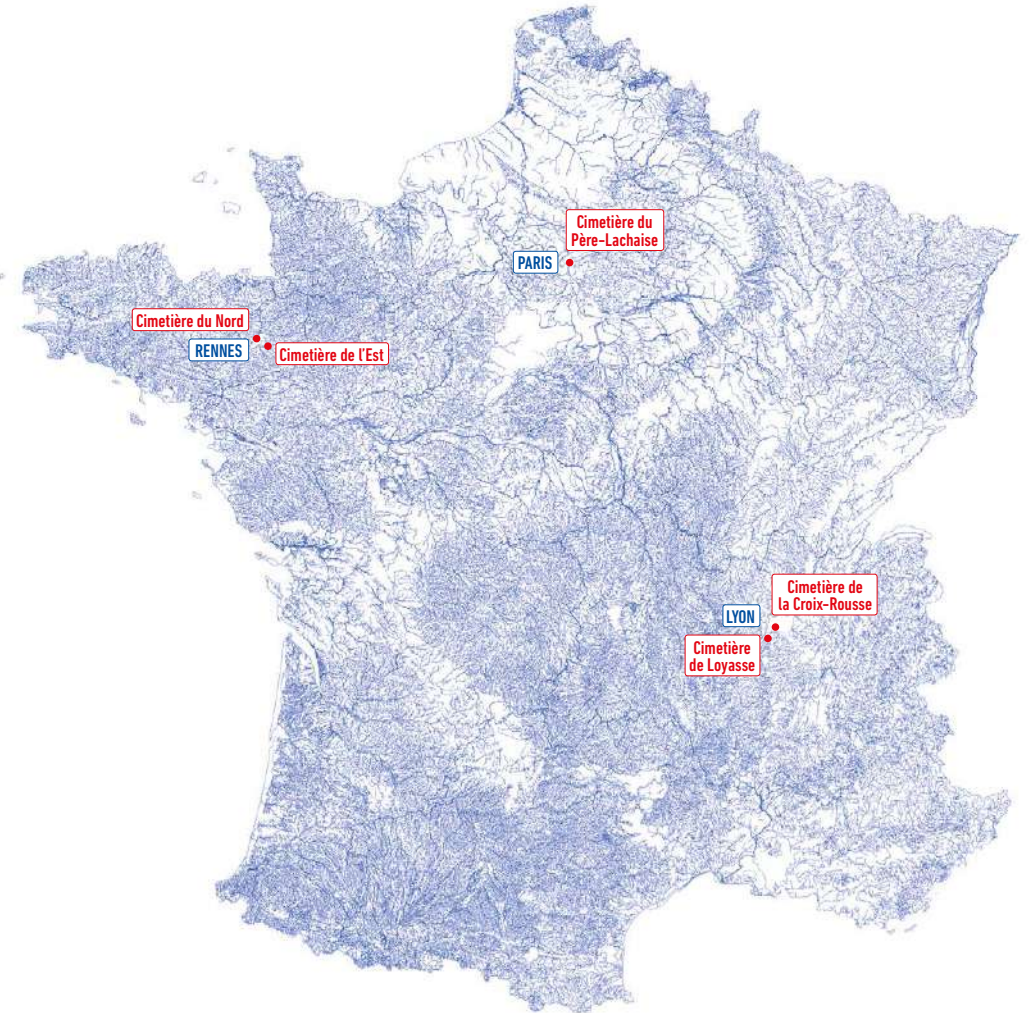 Cimetière du
Père-Lachaise
PARIS
Cimetière du Nord
RENNES
Cimetière de l'Est
Cimetière de
la Croix-Rousse
LYON
Cimetière
de Loyasse